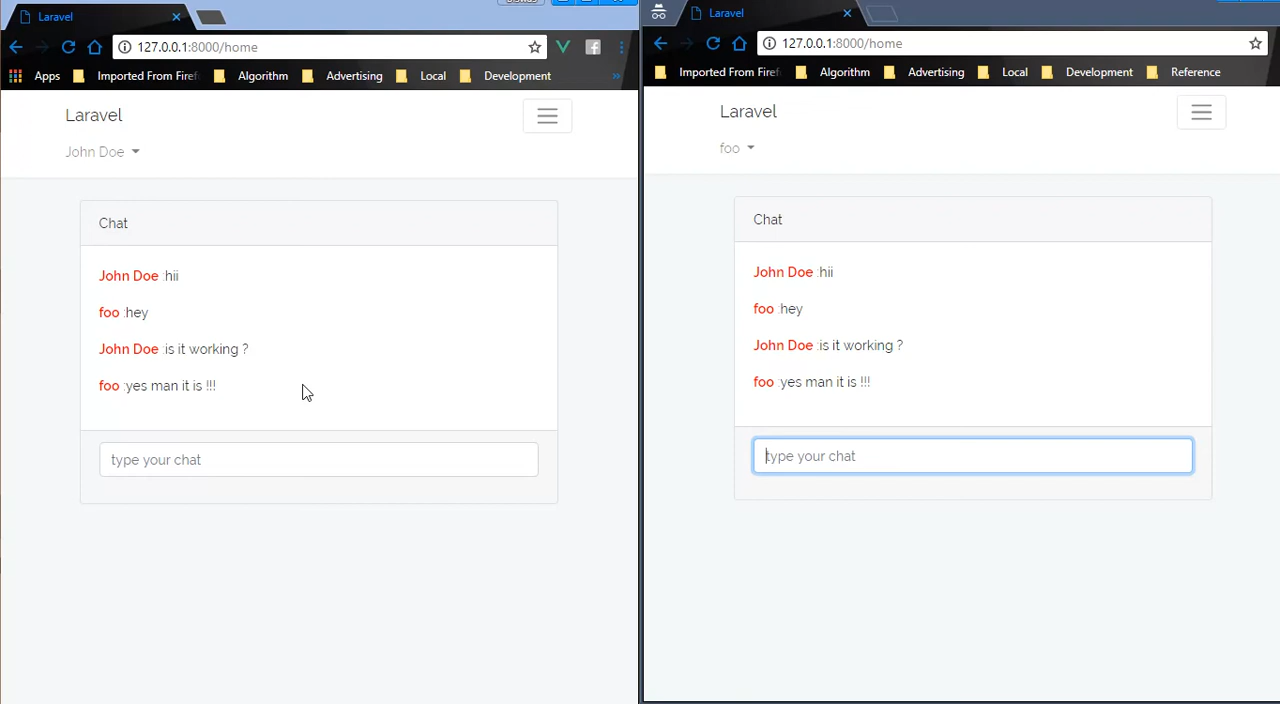 Laravel
127.0.0.1:8000/home
Apps Imported From Firef Algorithm Advertising Local Development »
Laravel
John Doe
Chat
John Doe :hii
foo :hey
John Doe :is it working ?
foo :yes man it is !!!
type your chat
Laravel
127.0.0.1:8000/home
Imported From Firef Algorithm Advertising Local Development Reference
Laravel
foo
Chat
John Doe :hii
foo :hey
John Doe :is it working ?
foo :yes man it is !!!
type your chat